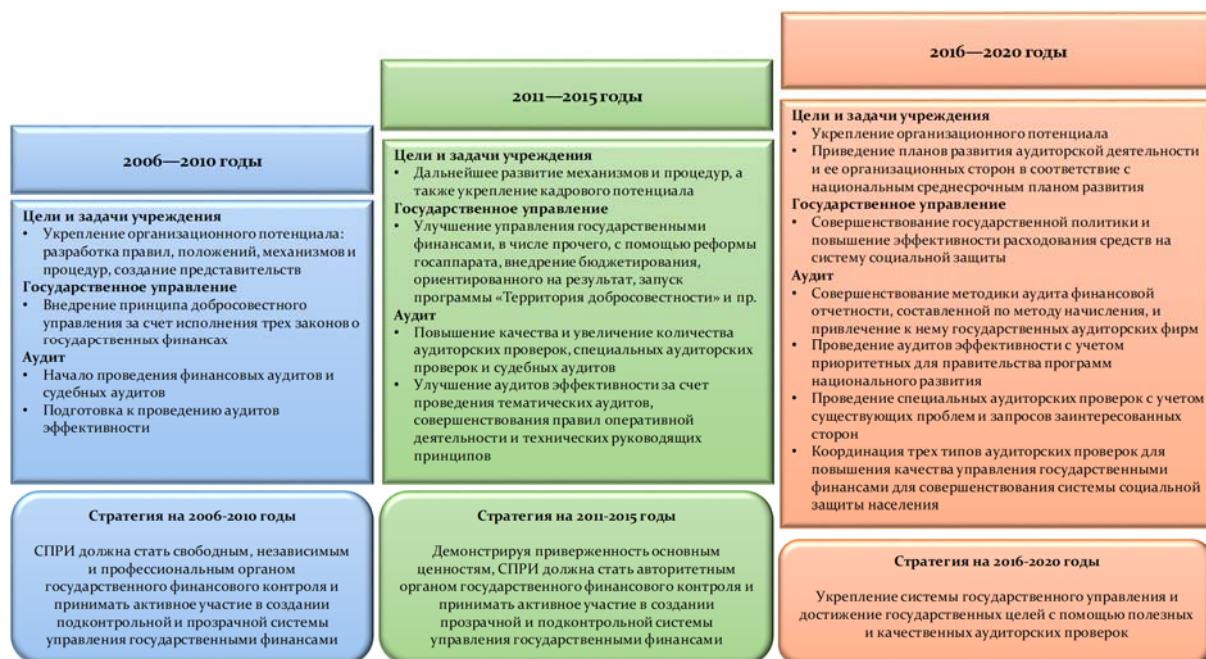 2006—2010 годы
Цели и задачи учреждения
• Укрепление организационного потенциала:
разработка правил, положений, механизмов и
процедур, создание представительств
Государственное управление
• Внедрение принципа добросовестного
управления за счет исполнения трех законов о
государственных финансах
Аудит
• Начало проведения финансовых аудитов и
судебных аудитов
• Подготовка к проведению аудитов
эффективности
Стратегия на 2006-2010 годы
СПРИ должна стать свободным, независимым
и профессиональным органом
государственного финансового контроля и
принимать активное участие в создании
подконтрольной и прозрачной системы
управления государственными финансами
2011—2015 годы
Цели и задачи учреждения
• Дальнейшее развитие механизмов и процедур, а
также укрепление кадрового потенциала
Государственное управление
• Улучшение управления государственными
финансами, в числе прочего, с помощью реформы
госаппарата, внедрение бюджетирования,
ориентированного на результат, запуск
программы «Территория добросовестности» и пр.
Аудит
• Повышение качества и увеличение количества
аудиторских проверок, специальных аудиторских
проверок и судебных аудитов
• Улучшение аудитов эффективности за счет
проведения тематических аудитов,
совершенствования правил оперативной
деятельности и технических руководящих
принципов
Стратегия на 2011-2015 годы
Демонстрируя приверженность основным
ценностям, СПРИ должна стать авторитетным
органом государственного финансового контроля и
принимать активное участие в создании
прозрачной и подконтрольной системы
управления государственными финансами
2016—2020 годы
Цели и задачи учреждения
• Укрепление организационного потенциала
• Приведение планов развития аудиторской деятельности
и ее организационных сторон в соответствие с
национальным среднесрочным планом развития
Государственное управление
• Совершенствование государственной политики и
повышение эффективности расходования средств на
систему социальной защиты
Аудит
• Совершенствование методики аудита финансовой
отчетности, составленной по методу начисления, и
привлечение к нему государственных аудиторских фирм
• Проведение аудитов эффективности с учетом
приоритетных для правительства программ
национального развития
• Проведение специальных аудиторских проверок с учетом
существующих проблем и запросов заинтересованных
сторон
• Координация трех типов аудиторских проверок для
повышения качества управления государственными
финансами для совершенствования системы социальной
защиты населения
Стратегия на 2016-2020 годы
Укрепление системы государственного управления и
достижение государственных целей с помощью полезных
и качественных аудиторских проверок